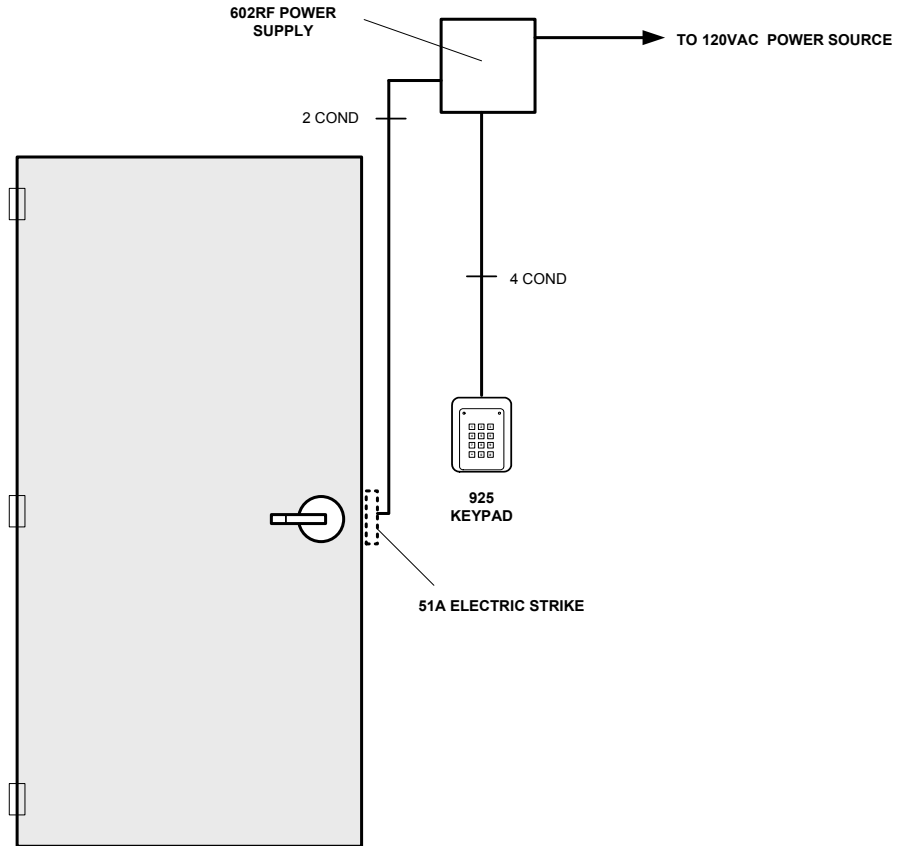 602RF POWER
SUPPLY
TO 120VAC  POWER SOURCE
2 COND
4 COND
925
KEYPAD
51A ELECTRIC STRIKE